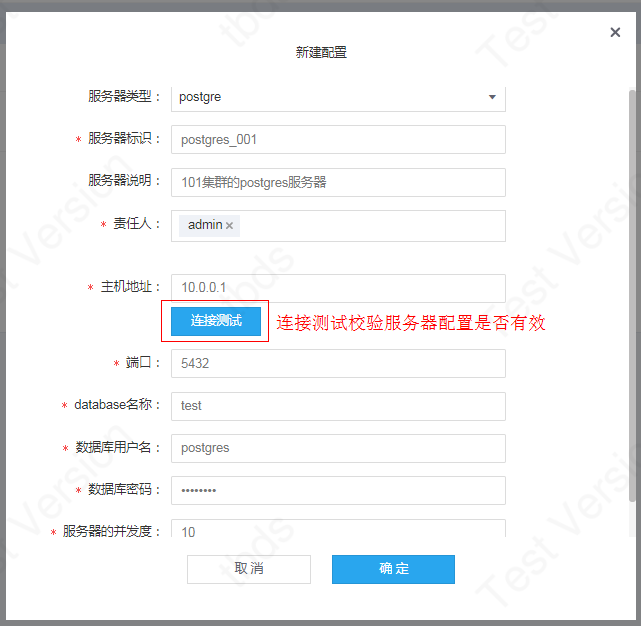 新建配置
服务器类型： postgre
* 服务器标识： postgres_001
服务器说明： 101集群的postgres服务器
* 责任人： admin ×
* 主机地址： 10.0.0.1
连接测试 连接测试校验服务器配置是否有效
* 端口： 5432
* database名称： test
* 数据库用户名： postgres
* 数据库密码： ••••••••
* 服务器的并发度： 10
取 消 确 定
tbds
Test Version
Test Version
tbds
Test Version
Test Version
tbds
Test Version